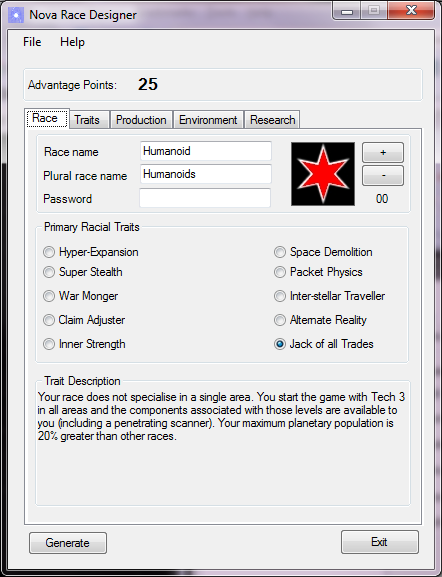 Nova Race Designer
File Help
Advantage Points: 25
Race Traits Production Environment Research
Race name Humanoid +
Plural race name Humanoids -
Password 00
Primary Racial Traits
Hyper-Expansion Space Demolition
Super Stealth Packet Physics
War Monger Inter-stellar Traveller
Claim Adjuster Alternate Reality
Inner Strength Jack of all Trades
Trait Description
Your race does not specialise in a single area. You start the game with Tech 3
in all areas and the components associated with those levels are available to
you (including a penetrating scanner). Your maximum planetary population is
20% greater than other races.
Generate Exit